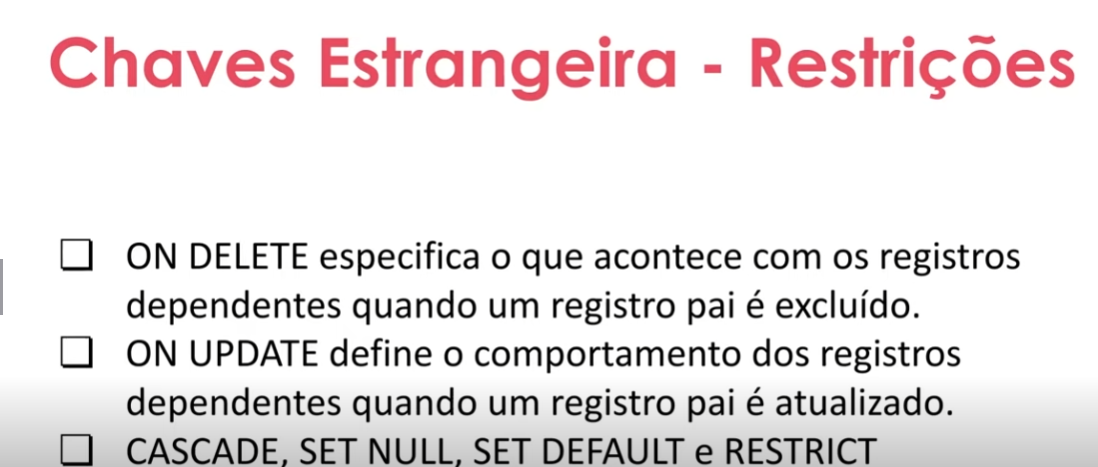 Chaves Estrangeira - Restrições
ON DELETE especifica o que acontece com os registros
dependentes quando um registro pai é excluído.
ON UPDATE define o comportamento dos registros
dependentes quando um registro pai é atualizado.
CASCADE, SET NULL, SET DEFAULT e RESTRICT